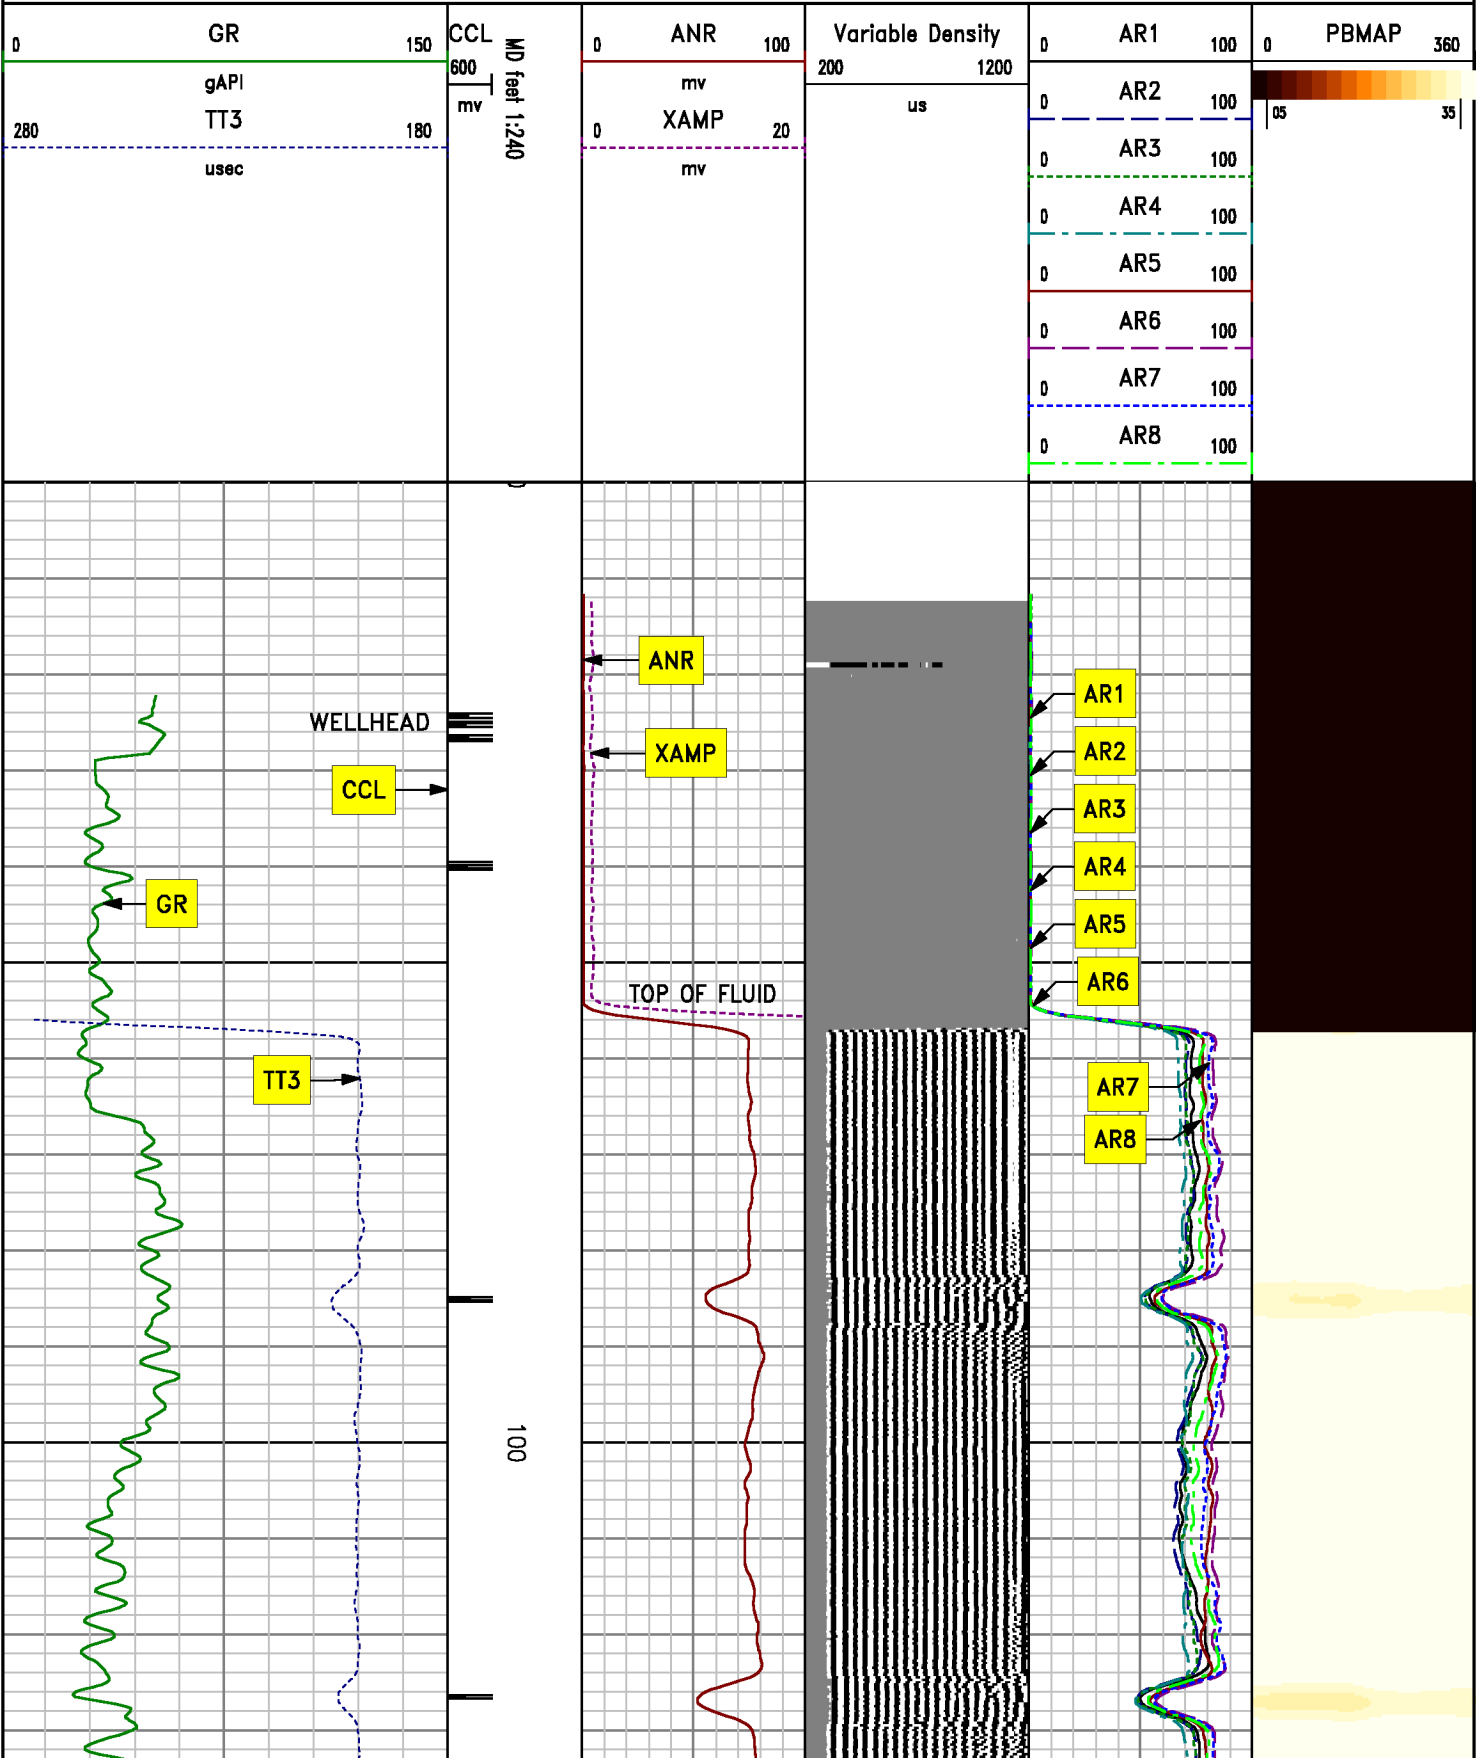 GR
0 150
gAPI
TT3
280 180
usec
CCL
600
mv
MD feet 1:240
ANR
0 100
mv
XAMP
0 20
mv
Variable Density
200 1200
us
AR1
0 100
AR2
0 100
AR3
0 100
AR4
0 100
AR5
0 100
AR6
0 100
AR7
0 100
AR8
0 100
PBMAP
0 360
05 35
ANR
AR1
WELLHEAD
XAMP
AR2
CCL
AR3
AR4
GR
AR5
AR6
TOP OF FLUID
TT3
AR7
AR8
100